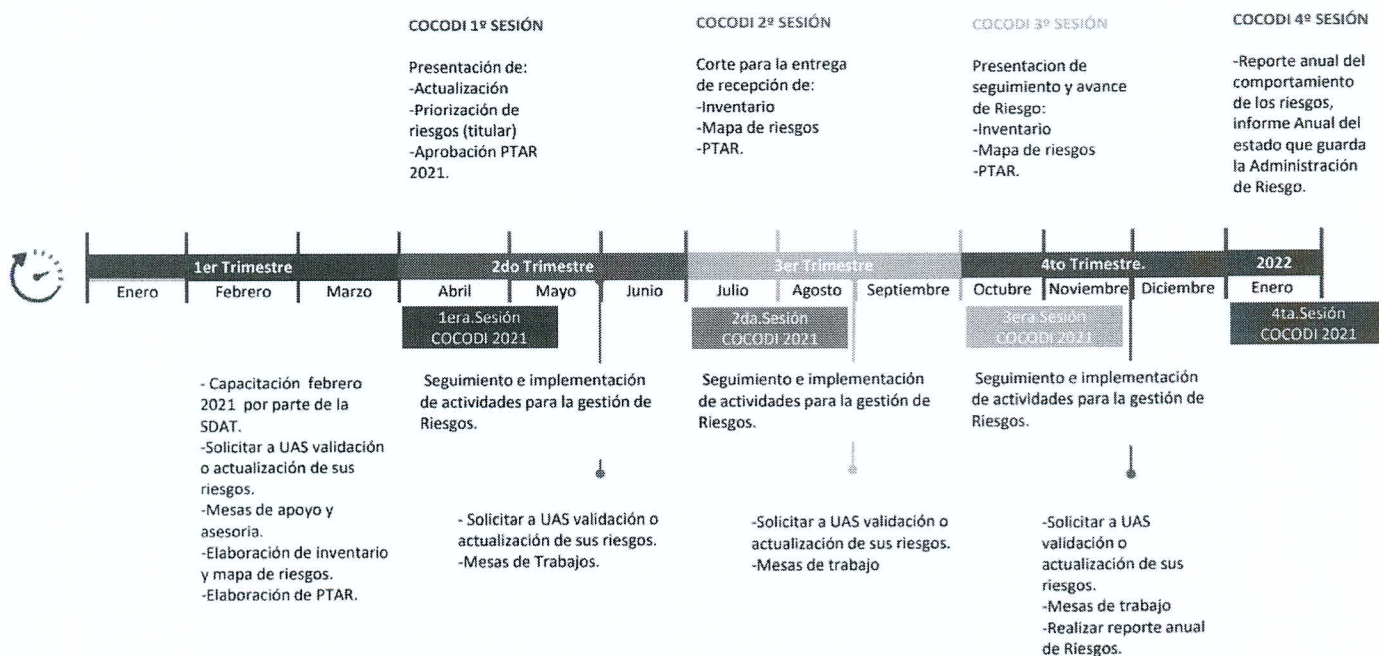 COCODI 1º SESIÓN
Presentación de:
-Actualización
-Priorización de
riesgos (titular)
-Aprobación PTAR
2021.
COCODI 2º SESIÓN
Corte para la entrega
de recepción de:
-Inventario
-Mapa de riesgos
-PTAR.
COCODI 3º SESIÓN
Presentacion de
seguimiento y avance
de Riesgo:
-Inventario
-Mapa de riesgos
-PTAR.
COCODI 4º SESIÓN
-Reporte anual del
comportamiento
de los riesgos,
informe Anual del
estado que guarda
la Administración
de Riesgo.
1er Trimestre
2do Trimestre
3er Trimestre
4to Trimestre.
2022
Enero
Febrero
Marzo
Abril
Mayo
Junio
Julio
Agosto
Septiembre
Octubre
Noviembre
Diciembre
Enero
1era.Sesión
COCODI 2021
2da.Sesión
COCODI 2021
3era.Sesión
COCODI 2021
4ta.Sesión
COCODI 2021
- Capacitación febrero
2021 por parte de la
SDAT.
-Solicitar a UAS validación
o actualización de sus
riesgos.
-Mesas de apoyo y
asesoria.
-Elaboración de inventario
y mapa de riesgos.
-Elaboración de PTAR.
Seguimiento e implementación
de actividades para la gestión de
Riesgos.
- Solicitar a UAS validación o
actualización de sus riesgos.
-Mesas de Trabajos.
Seguimiento e implementación
de actividades para la gestión de
Riesgos.
-Solicitar a UAS validación o
actualización de sus riesgos.
-Mesas de trabajo
Seguimiento e implementación
de actividades para la gestión de
Riesgos.
-Solicitar a UAS
validación o
actualización de sus
riesgos.
-Mesas de trabajo
-Realizar reporte anual
de Riesgos.